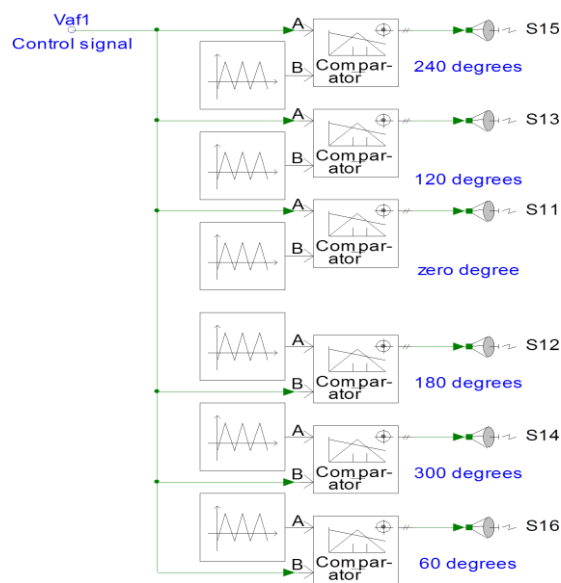 Vaf1
Control signal
A
B
Compar-
ator
S15
240 degrees
A
B
Compar-
ator
S13
120 degrees
A
B
Compar-
ator
S11
zero degree
A
B
Compar-
ator
S12
180 degrees
A
B
Compar-
ator
S14
300 degrees
A
B
Compar-
ator
S16
60 degrees